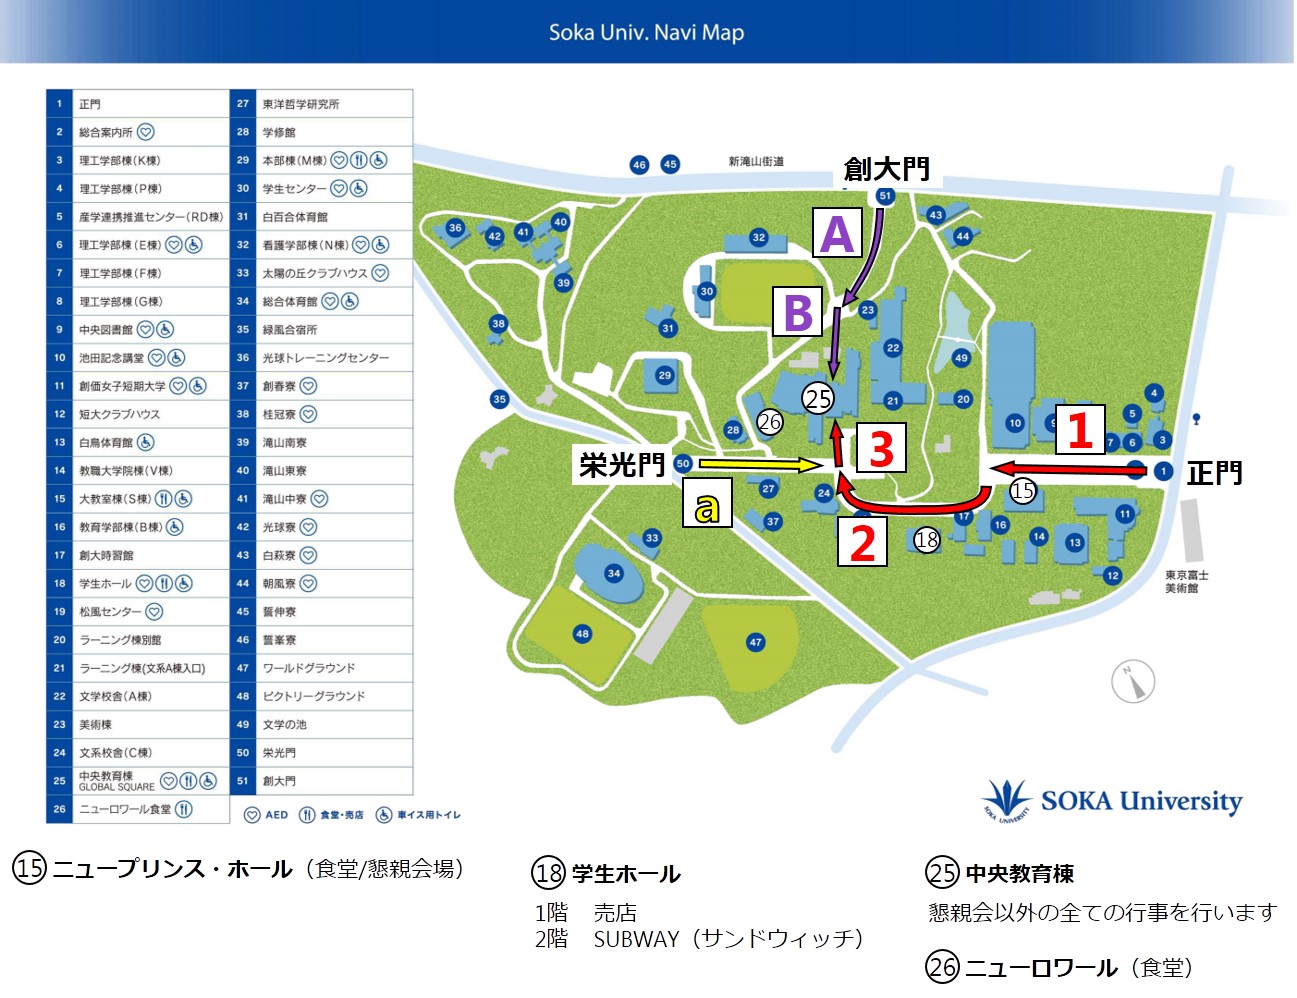 Soka Univ. Navi Map
1 正門
2 総合案内所
3 理工学部棟(K棟)
4 理工学部棟(P棟)
5 産学連携推進センター(RD棟)
6 理工学部棟(E棟)
7 理工学部棟(F棟)
8 理工学部棟(G棟)
9 中央図書館
10 池田記念講堂
11 創価女子短期大学
12 短大クラブハウス
13 白鳥体育館
14 教職大学院棟(V棟)
15 大教室棟(S棟)
16 教育学部棟(B棟)
17 創大時習館
18 学生ホール
19 松風センター
20 ラーニング棟別館
21 ラーニング棟(文系A棟入口)
22 文学校舎(A棟)
23 美術棟
24 文系校舎(C棟)
25 中央教育棟
GLOBAL SQUARE
26 ニューロワール食堂
27 東洋哲学研究所
28 学修館
29 本部棟(M棟)
30 学生センター
31 白百合体育館
32 看護学部棟(N棟)
33 太陽の丘クラブハウス
34 総合体育館
35 緑風合宿所
36 光球トレーニングセンター
37 創春寮
38 桂冠寮
39 滝山南寮
40 滝山東寮
41 滝山中寮
42 光球寮
43 白萩寮
44 朝風寮
45 誓伸寮
46 誓峯寮
47 ワールドグラウンド
48 ビクトリーグラウンド
49 文学の池
50 栄光門
51 創大門
AED 食堂・売店 車イス用トイレ
46 45 新滝山街道
創大門
51
36 42 41 40
39
38
35
32
30
31
29
A
B
43
44
23
22
49
25
26
28
21
20
10
9
1
4
5
7 6 3
栄光門
50
a
3
1
正門
15
27
24
37
2
18
17
16
14
13
11
12
東京富士
美術館
33
34
48
47
N
SOKA UNIVERSITY
SOKA University
⑮ ニュープリンス・ホール（食堂/懇親会場）
⑱ 学生ホール
1階 売店
2階 SUBWAY（サンドウィッチ）
㉕ 中央教育棟
懇親会以外の全ての行事を行います
㉖ ニューロワール（食堂）